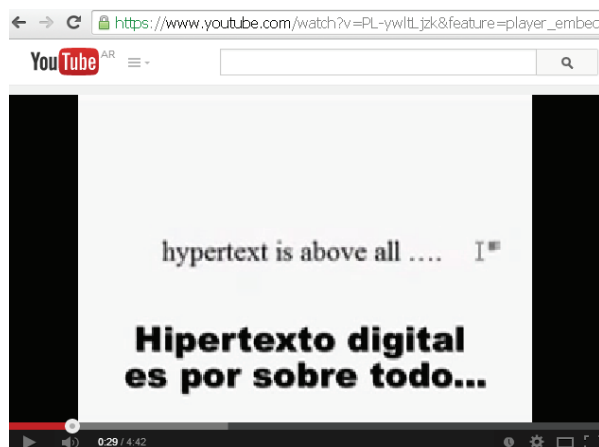 https://www.youtube.com/watch?v=PL-ywltLjzk&feature=player_embec
YouTube AR
hypertext is above all ....
Hipertexto digital
es por sobre todo...
0:29 / 4:42